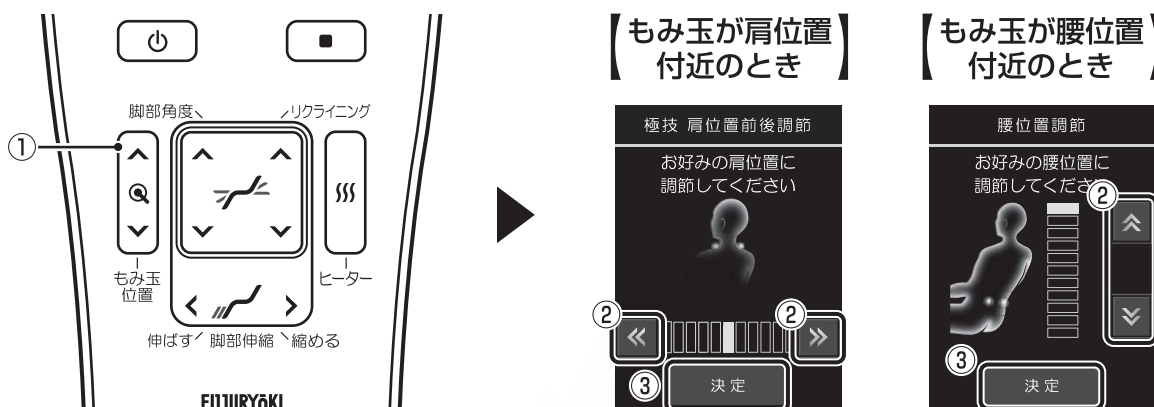 脚部角度
リクライニング
①
もみ玉
位置
ヒーター
伸ばす
脚部伸縮
縮める
FUJIIRYŌKI
【もみ玉が肩位置
付近のとき】
極技 肩位置前後調節
お好みの肩位置に
調節してください
②
②
③
決定
【もみ玉が腰位置
付近のとき】
腰位置調節
お好みの腰位置に
調節してください
②
③
決定